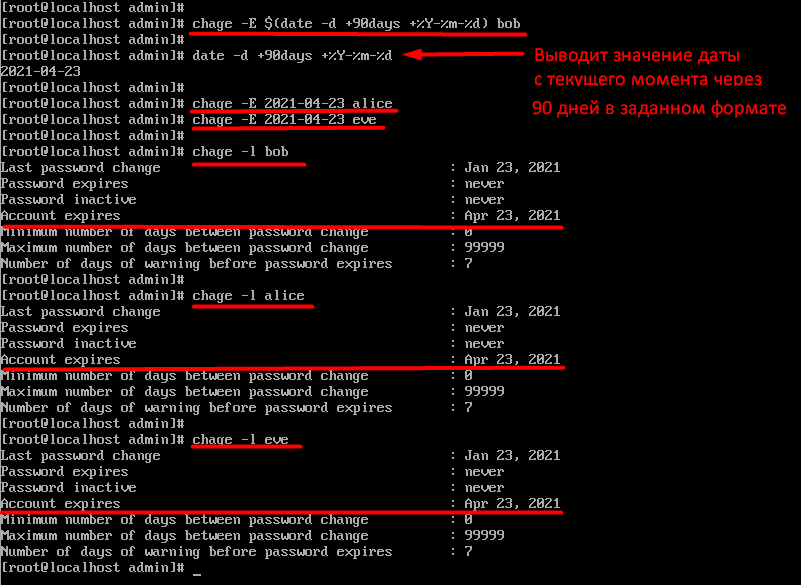 [root@localhost admin]#
[root@localhost admin]# chage -E $(date -d +90days +%Y-%m-%d) bob
[root@localhost admin]#
[root@localhost admin]# date -d +90days +%Y-%m-%d
Выводит значение даты
с текущего момента через
90 дней в заданном формате
2021-04-23
[root@localhost admin]#
[root@localhost admin]# chage -E 2021-04-23 alice
[root@localhost admin]# chage -E 2021-04-23 eve
[root@localhost admin]#
[root@localhost admin]# chage -l bob
Last password change : Jan 23, 2021
Password expires : never
Password inactive : never
Account expires : Apr 23, 2021
Minimum number of days between password change : 0
Maximum number of days between password change : 99999
Number of days of warning before password expires : 7
[root@localhost admin]#
[root@localhost admin]# chage -l alice
Last password change : Jan 23, 2021
Password expires : never
Password inactive : never
Account expires : Apr 23, 2021
Minimum number of days between password change : 0
Maximum number of days between password change : 99999
Number of days of warning before password expires : 7
[root@localhost admin]#
[root@localhost admin]# chage -l eve
Last password change : Jan 23, 2021
Password expires : never
Password inactive : never
Account expires : Apr 23, 2021
Minimum number of days between password change : 0
Maximum number of days between password change : 99999
Number of days of warning before password expires : 7
[root@localhost admin]# _